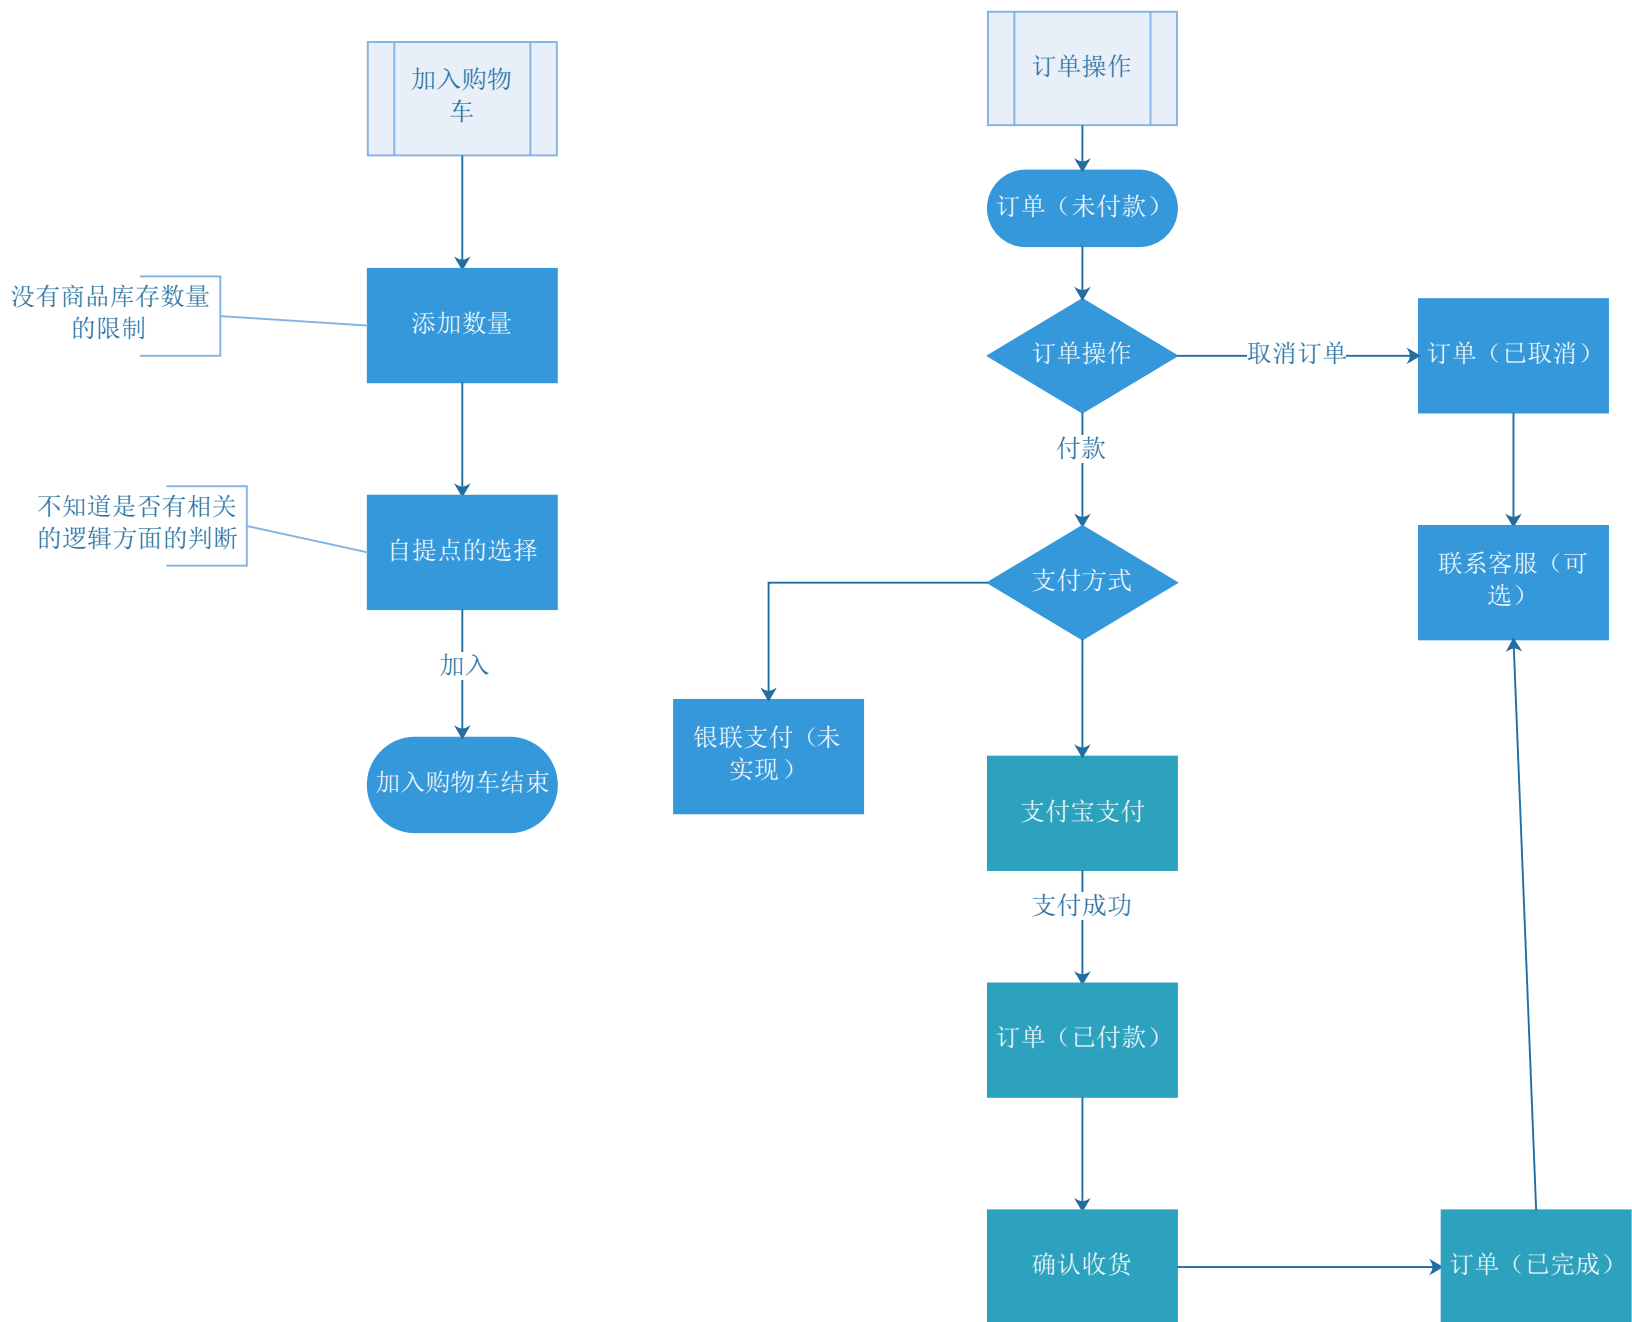 加入购物
车
没有商品库存数量
的限制
添加数量
不知道是否有相关
的逻辑方面的判断
自提点的选择
加入
加入购物车结束
订单操作
订单（未付款）
订单操作
取消订单
订单（已取消）
付款
支付方式
联系客服（可
选）
银联支付（未
实现）
支付宝支付
支付成功
订单（已付款）
确认收货
订单（已完成）